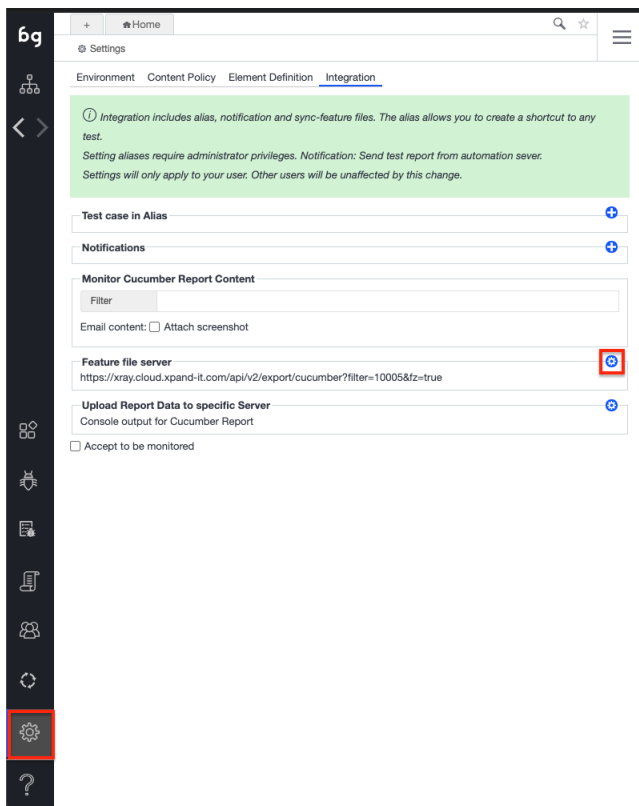 bg
+ Home
Settings
Environment Content Policy Element Definition Integration
Integration includes alias, notification and sync-feature files. The alias allows you to create a shortcut to any
test.
Setting aliases require administrator privileges. Notification: Send test report from automation sever.
Settings will only apply to your user. Other users will be unaffected by this change.
Test case in Alias
Notifications
Monitor Cucumber Report Content
Filter
Email content: Attach screenshot
Feature file server
https://xray.cloud.xpand-it.com/api/v2/export/cucumber?filter=10005&fz=true
Upload Report Data to specific Server
Console output for Cucumber Report
Accept to be monitored